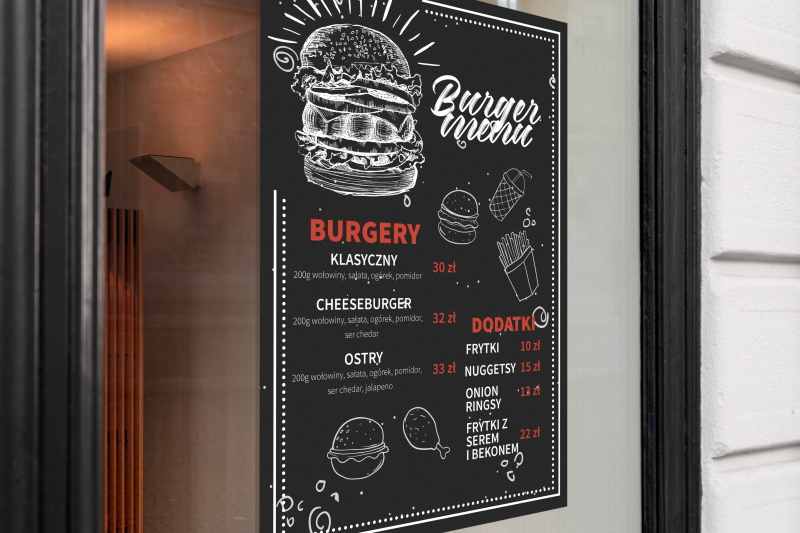 Burger
menu
BURGERY
KLASYCZNY
200g wołowiny, sałata, ogórek, pomidor
30 zł
CHEESEBURGER
200g wołowiny, sałata, ogórek, pomidor,
ser chedar
32 zł
OSTRY
200g wołowiny, sałata, ogórek, pomidor,
ser chedar, jalapeno
33 zł
DODATKI
FRYTKI 10 zł
NUGGETSY 15 zł
ONION
RINGSY
zł
FRYTKI Z
SEREM
I BEKONEM
22 zł